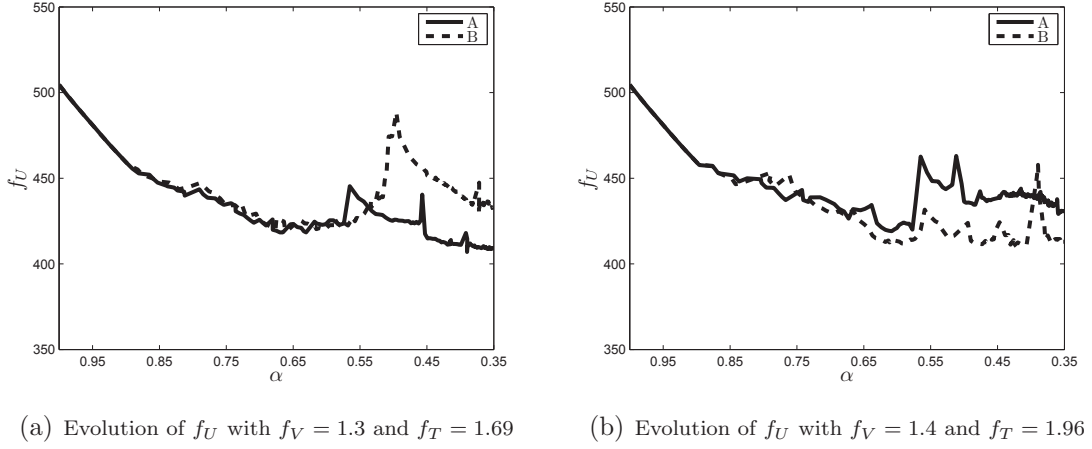 550
500
450
400
350
f_U
0.95 0.85 0.75 0.65 0.55 0.45 0.35
α
A
B
(a) Evolution of f_U with f_V = 1.3 and f_T = 1.69
550
500
450
400
350
f_U
0.95 0.85 0.75 0.65 0.55 0.45 0.35
α
A
B
(b) Evolution of f_U with f_V = 1.4 and f_T = 1.96